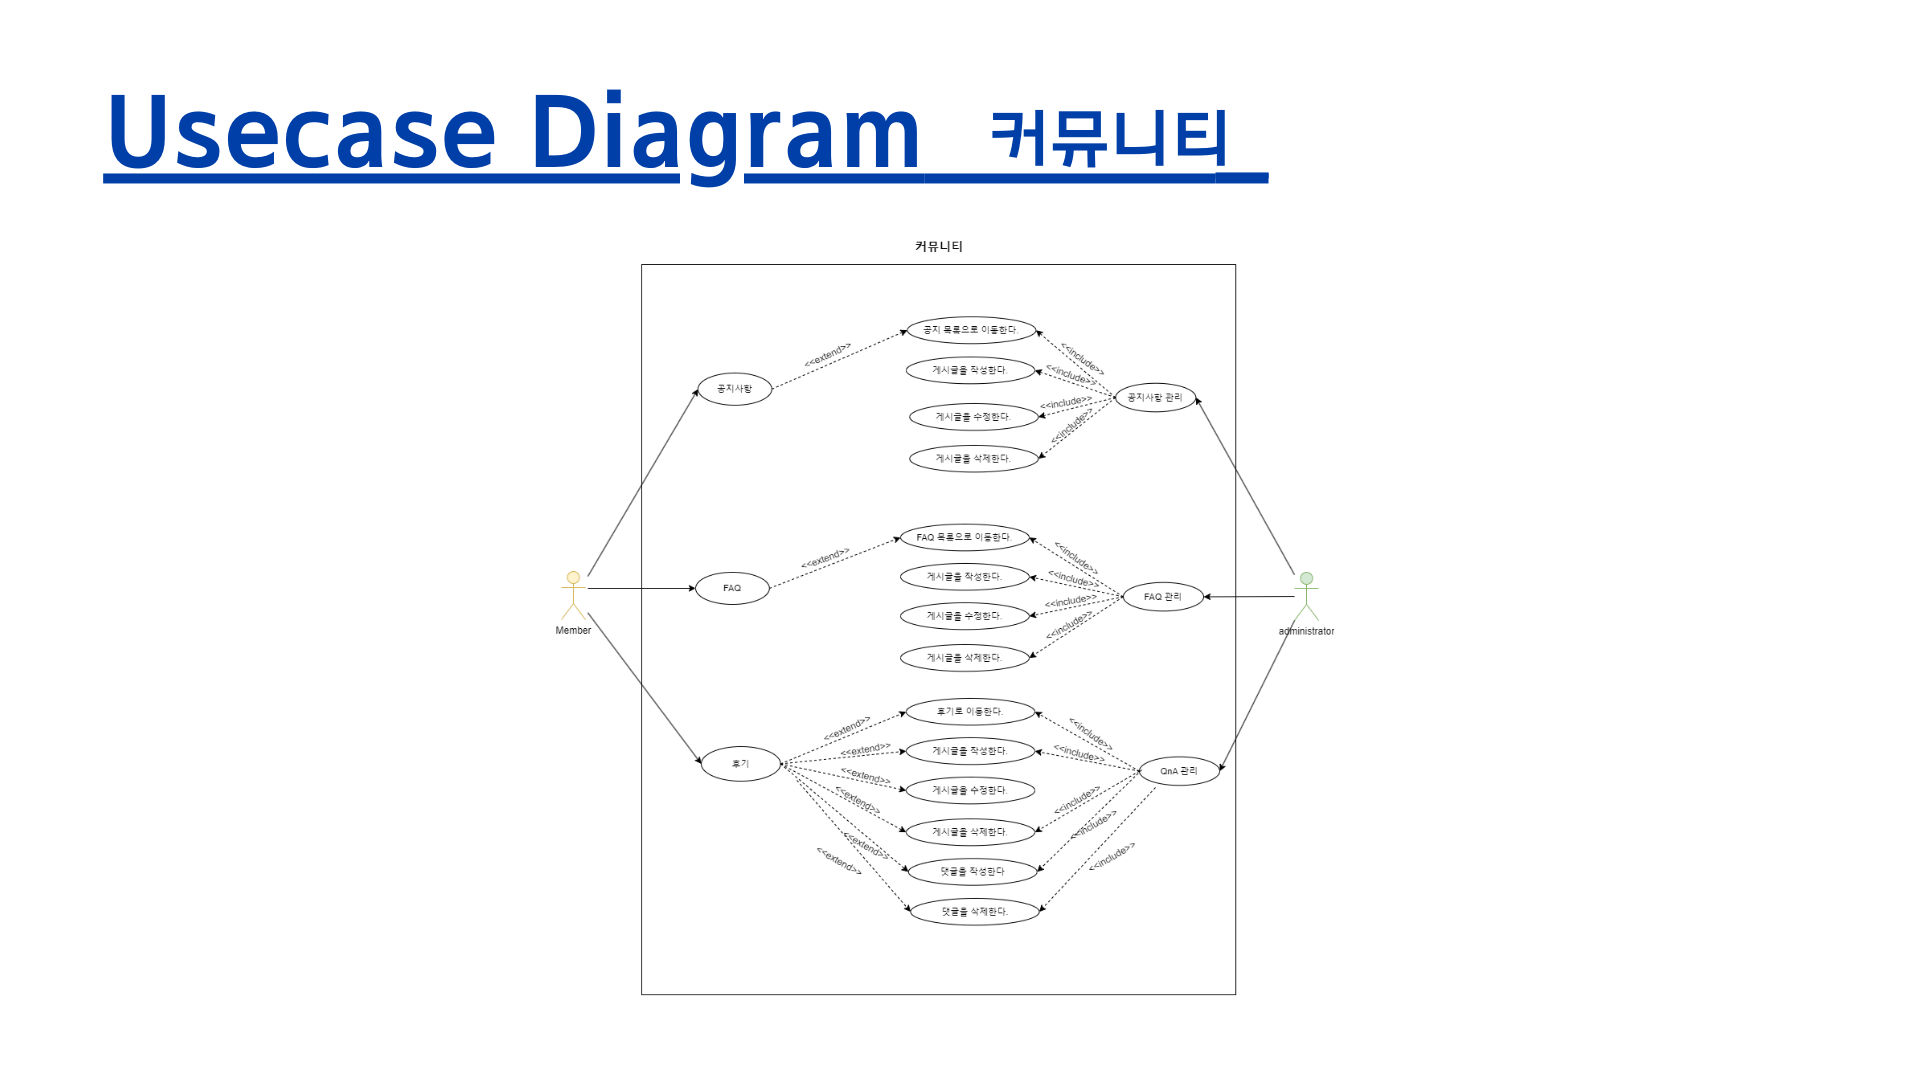 Usecase Diagram 커뮤니티
커뮤니티
공지 목록으로 이동한다.
<<extend>>
<<include>>
게시글을 작성한다.
<<include>>
공지사항
공지사항 관리
<<include>>
게시글을 수정한다.
<<include>>
게시글을 삭제한다.
FAQ 목록으로 이동한다.
<<extend>>
<<include>>
게시글을 작성한다.
<<include>>
FAQ
FAQ 관리
<<include>>
게시글을 수정한다.
<<include>>
Member
administrator
게시글을 삭제한다.
후기로 이동한다.
<<extend>>
<<include>>
<<extend>>
게시글을 작성한다.
<<include>>
후기
QnA 관리
<<extend>>
게시글을 수정한다.
<<extend>>
<<include>>
게시글을 삭제한다.
<<include>>
<<extend>>
<<extend>>
<<include>>
댓글을 작성한다
댓글을 삭제한다.